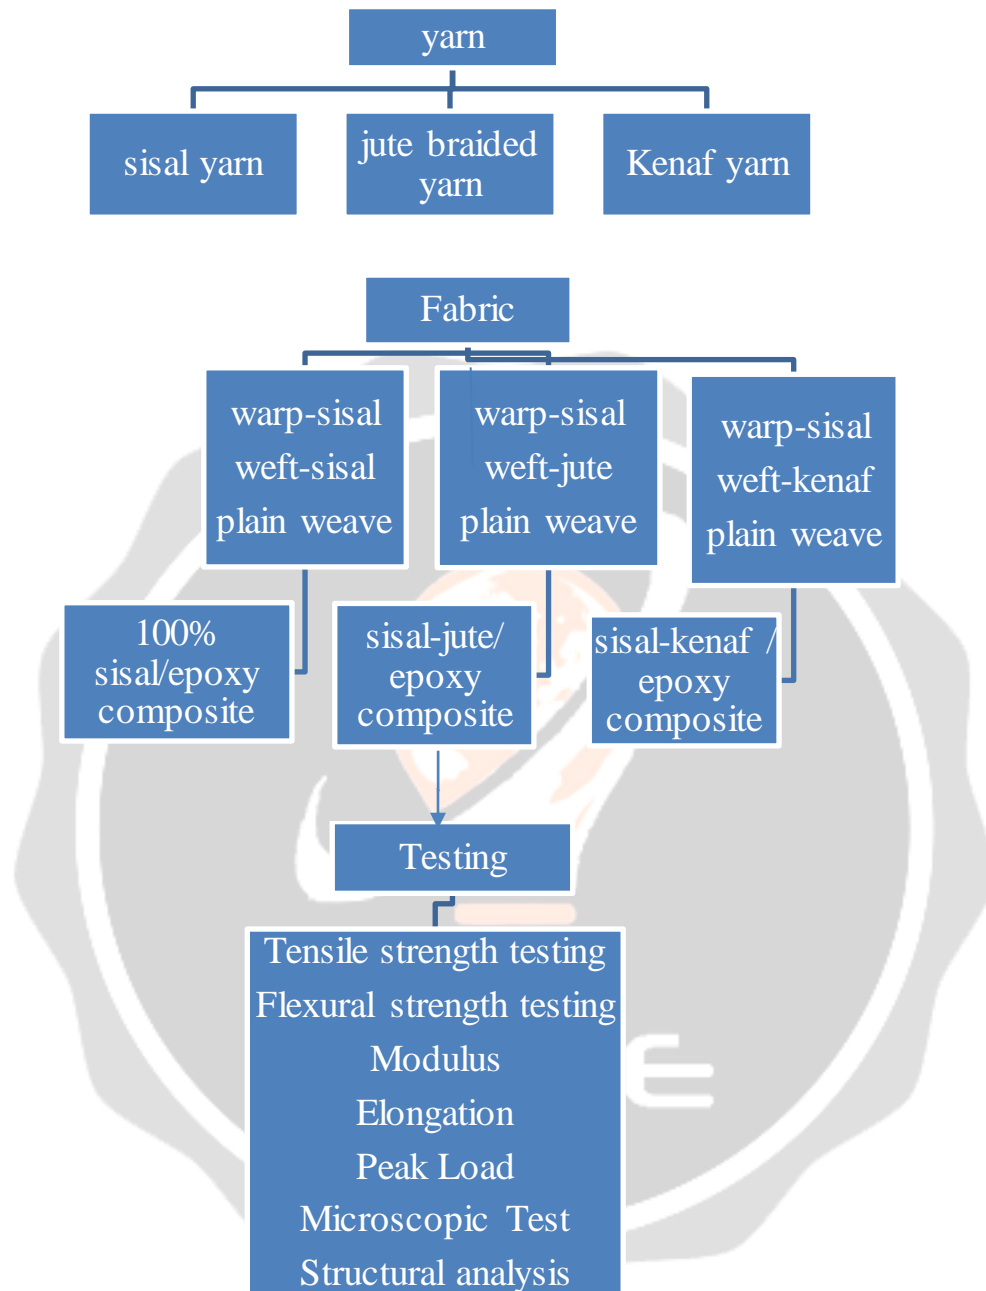 yarn
sisal yarn
jute braided
yarn
Kenaf yarn
Fabric
warp-sisal
weft-sisal
plain weave
warp-sisal
weft-jute
plain weave
warp-sisal
weft-kenaf
plain weave
100%
sisal/epoxy
composite
sisal-jute/
epoxy
composite
sisal-kenaf /
epoxy
composite
Testing
Tensile strength testing
Flexural strength testing
Modulus
Elongation
Peak Load
Microscopic Test
Structural analysis